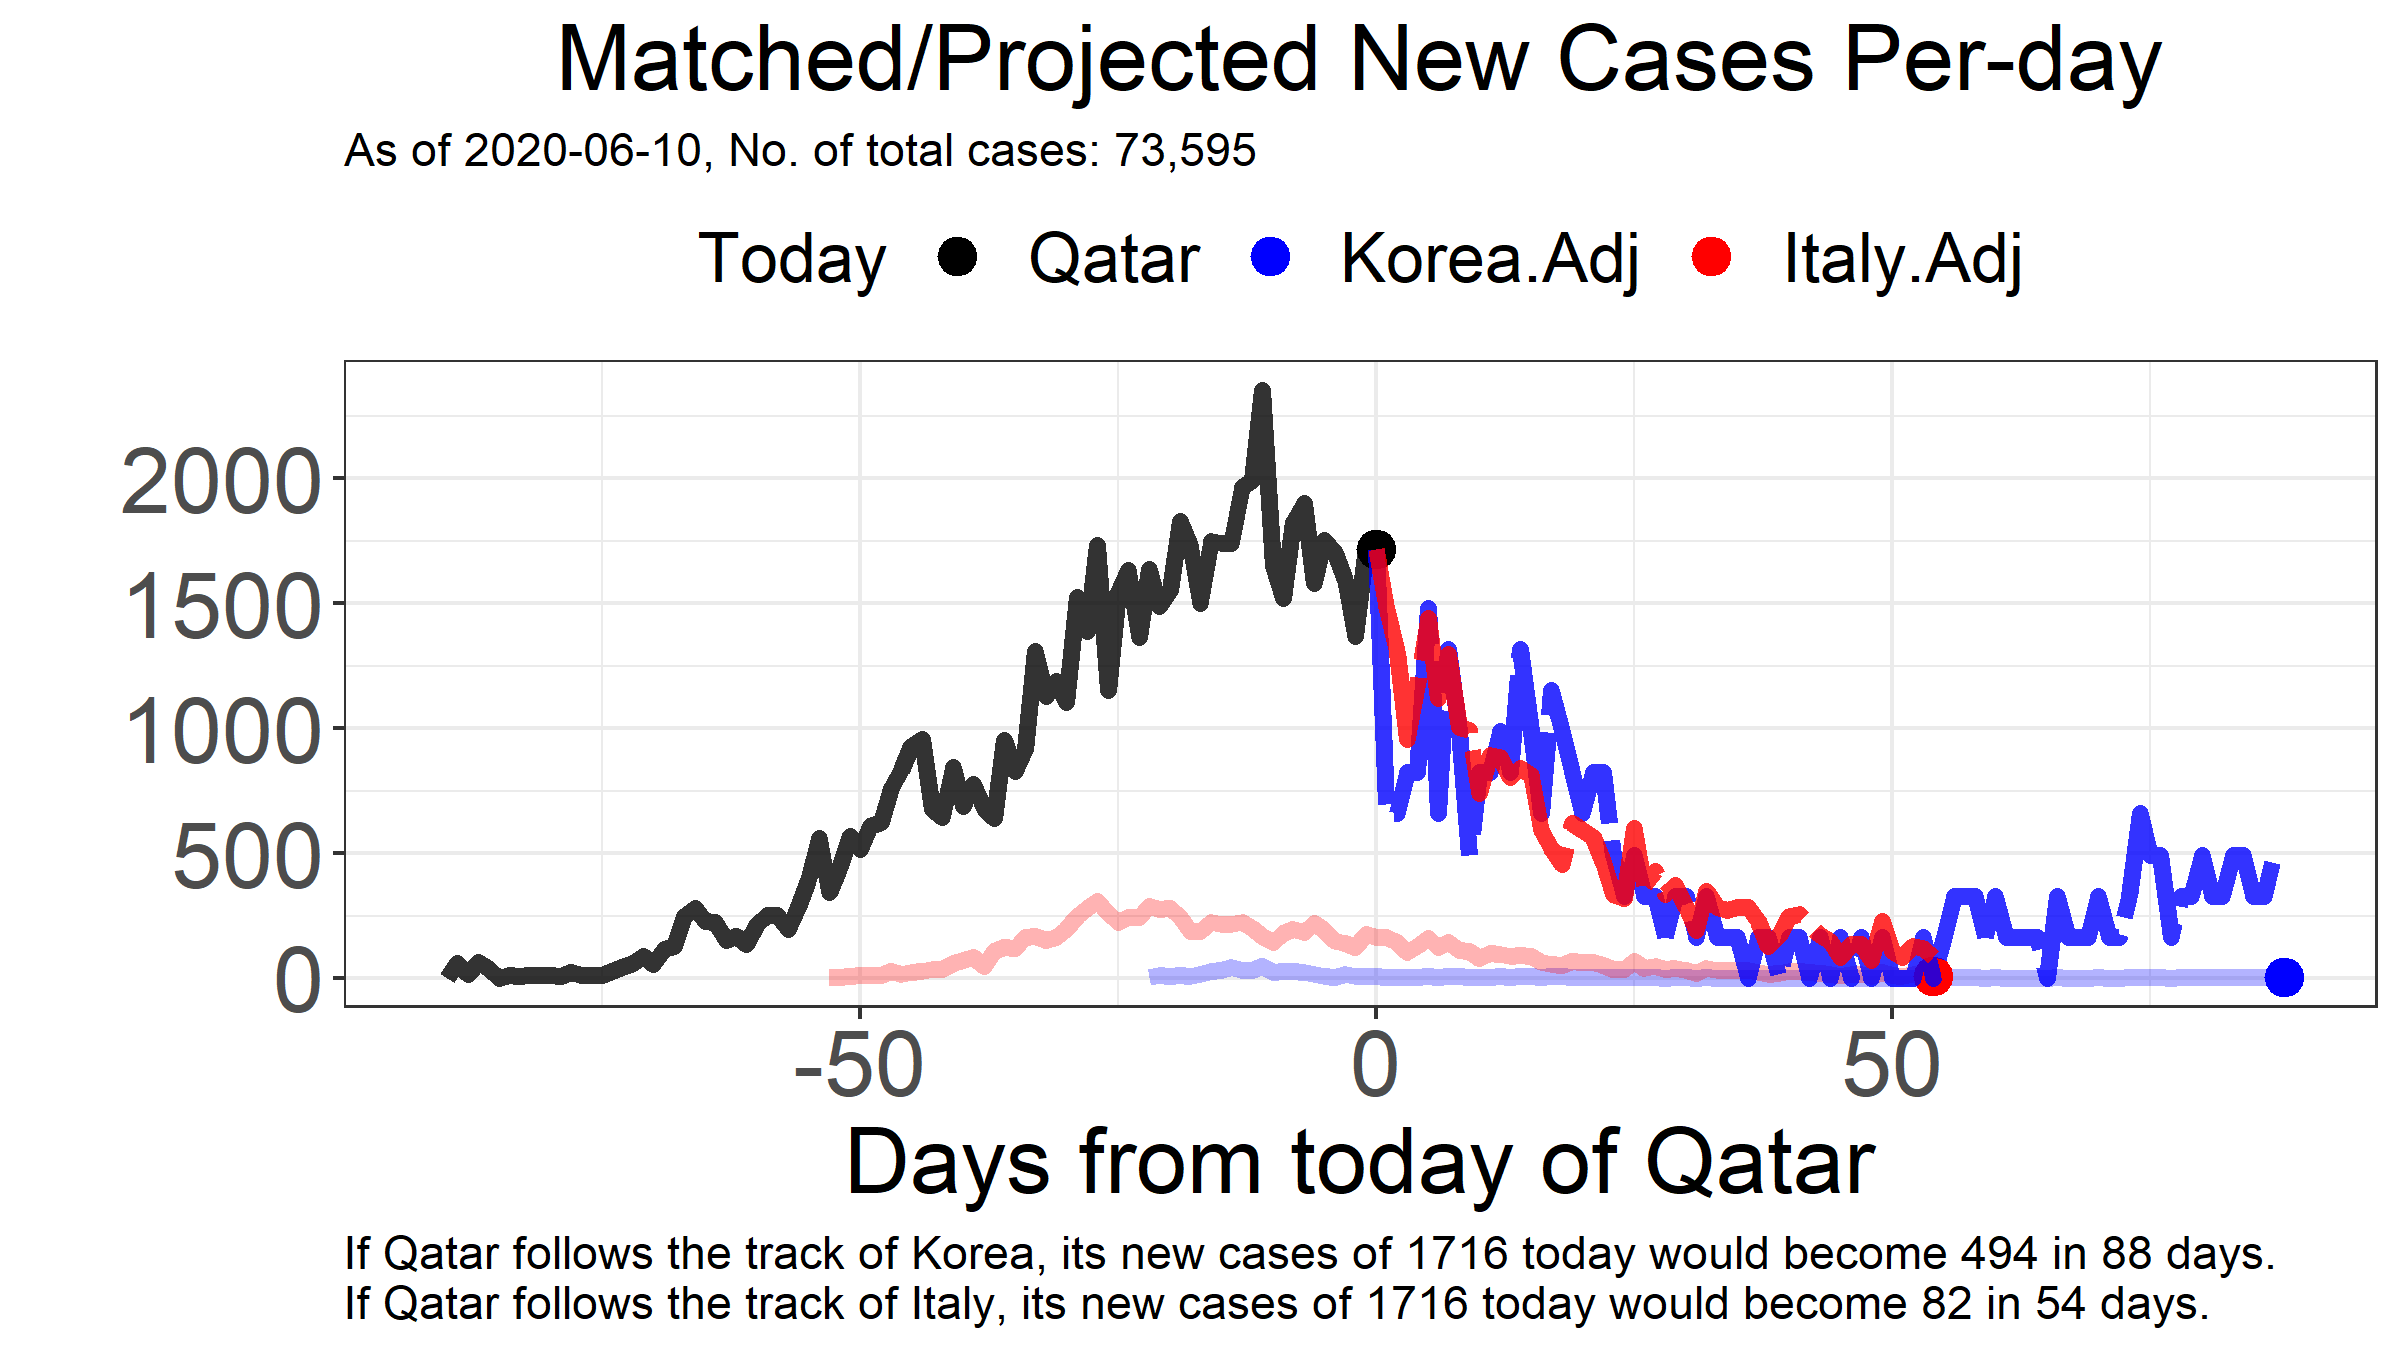 Matched/Projected New Cases Per-day
As of 2020-06-10, No. of total cases: 73,595
Today Qatar Korea.Adj Italy.Adj
2000
1500
1000
500
0
-50 0 50
Days from today of Qatar
If Qatar follows the track of Korea, its new cases of 1716 today would become 494 in 88 days.
If Qatar follows the track of Italy, its new cases of 1716 today would become 82 in 54 days.